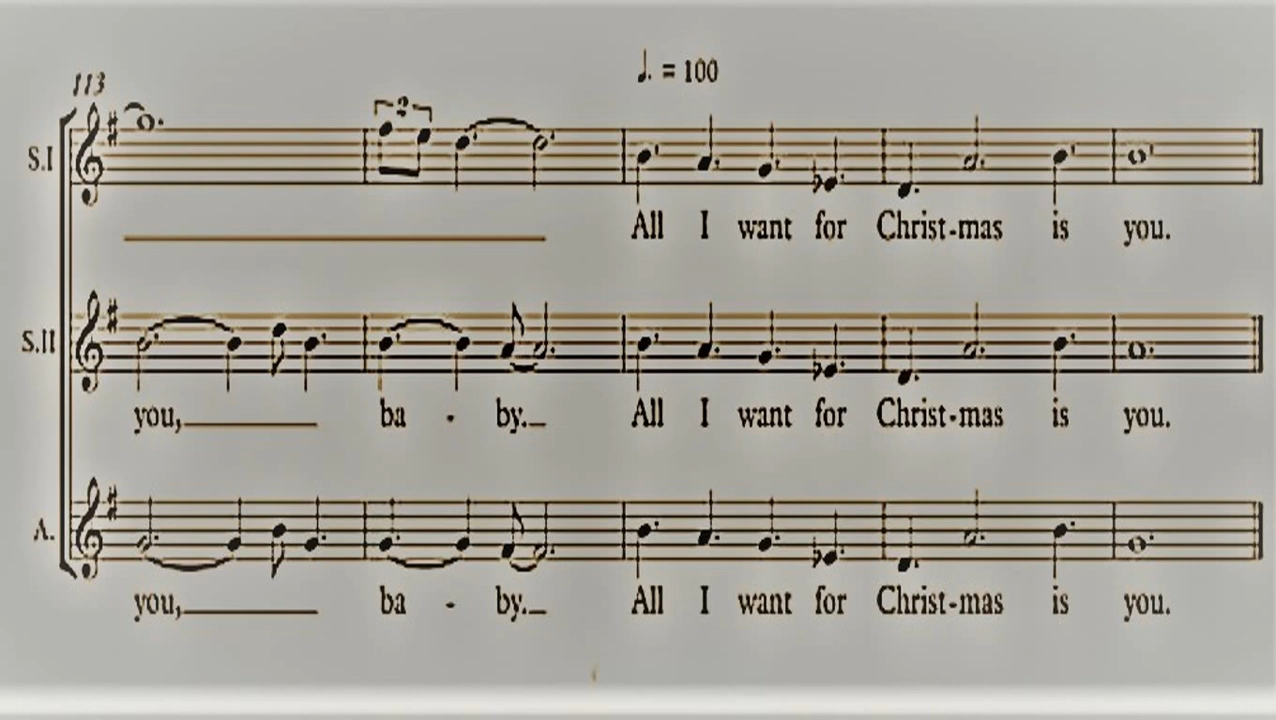 113
♩. = 100
2
S.I
All I want for Christ-mas is you.
S.II
you, ba - by. All I want for Christ-mas is you.
A.
you, ba - by. All I want for Christ-mas is you.